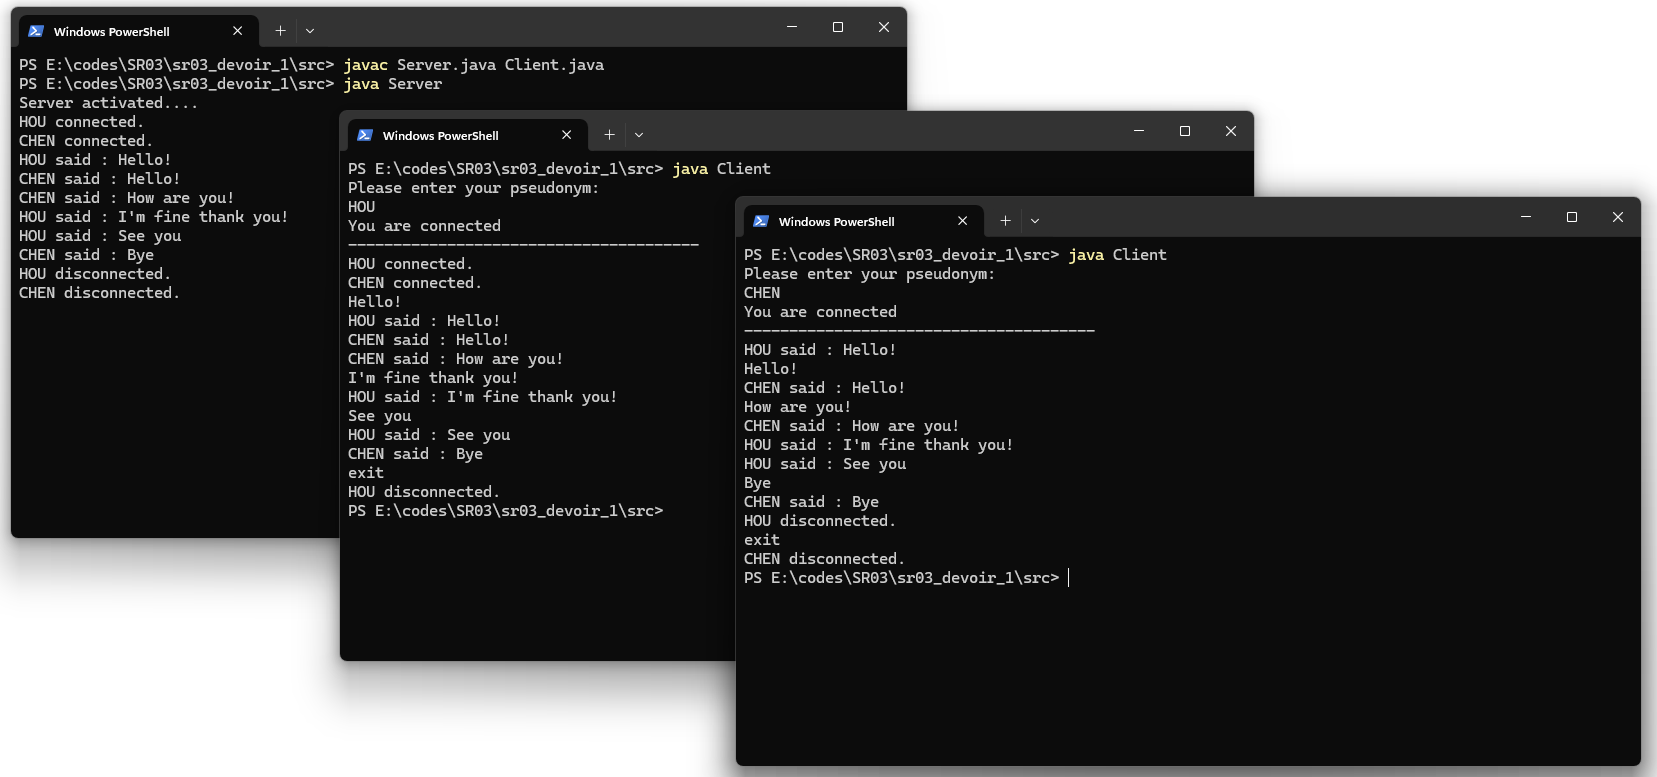 Windows PowerShell
PS E:\codes\SR03\sr03_devoir_1\src> javac Server.java Client.java
PS E:\codes\SR03\sr03_devoir_1\src> java Server
Server activated....
HOU connected.
CHEN connected.
HOU said : Hello!
CHEN said : Hello!
CHEN said : How are you!
HOU said : I'm fine thank you!
HOU said : See you
CHEN said : Bye
HOU disconnected.
CHEN disconnected.
Windows PowerShell
PS E:\codes\SR03\sr03_devoir_1\src> java Client
Please enter your pseudonym:
HOU
You are connected
---------------------------------------
HOU connected.
CHEN connected.
Hello!
HOU said : Hello!
CHEN said : Hello!
CHEN said : How are you!
I'm fine thank you!
HOU said : I'm fine thank you!
See you
HOU said : See you
CHEN said : Bye
exit
HOU disconnected.
PS E:\codes\SR03\sr03_devoir_1\src>
Windows PowerShell
PS E:\codes\SR03\sr03_devoir_1\src> java Client
Please enter your pseudonym:
CHEN
You are connected
---------------------------------------
HOU said : Hello!
Hello!
CHEN said : Hello!
How are you!
CHEN said : How are you!
HOU said : I'm fine thank you!
HOU said : See you
Bye
CHEN said : Bye
HOU disconnected.
exit
CHEN disconnected.
PS E:\codes\SR03\sr03_devoir_1\src>